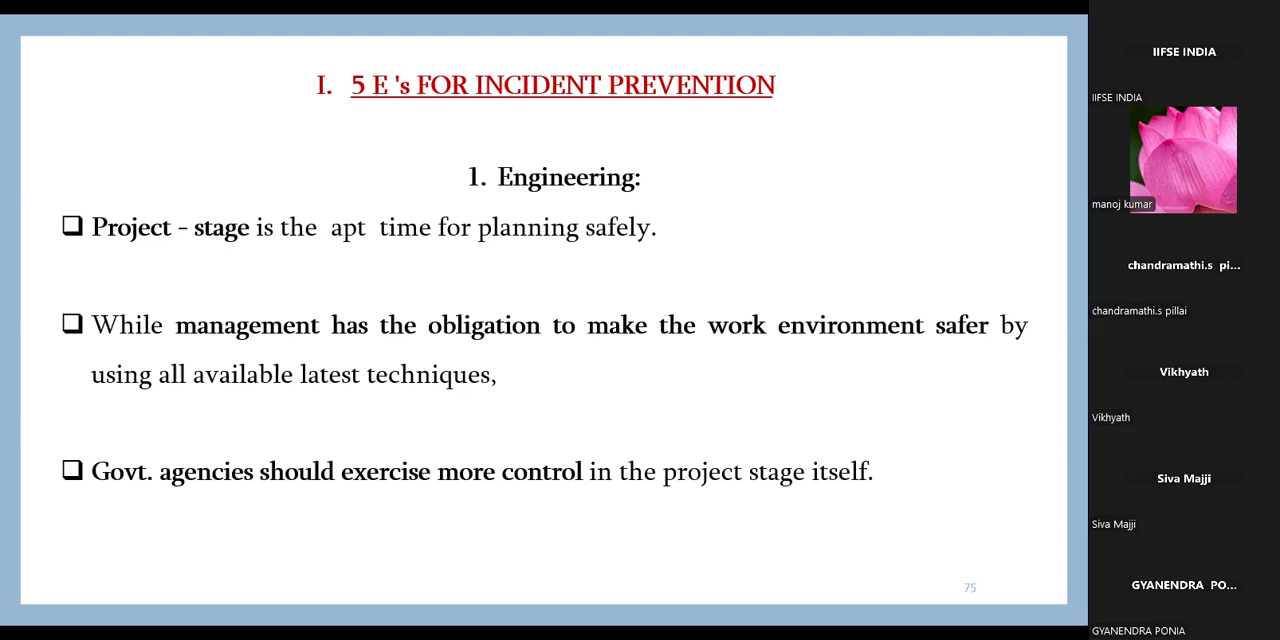 I. 5 E 's FOR INCIDENT PREVENTION
1. Engineering:
❑ Project - stage is the apt time for planning safely.
❑ While management has the obligation to make the work environment safer by
using all available latest techniques,
❑ Govt. agencies should exercise more control in the project stage itself.
75
IIFSE INDIA
IIFSE INDIA
manoj kumar
chandramathi.s pi...
chandramathi.s pillai
Vikhyath
Vikhyath
Siva Majji
Siva Majji
GYANENDRA PO...
GYANENDRA PONIA